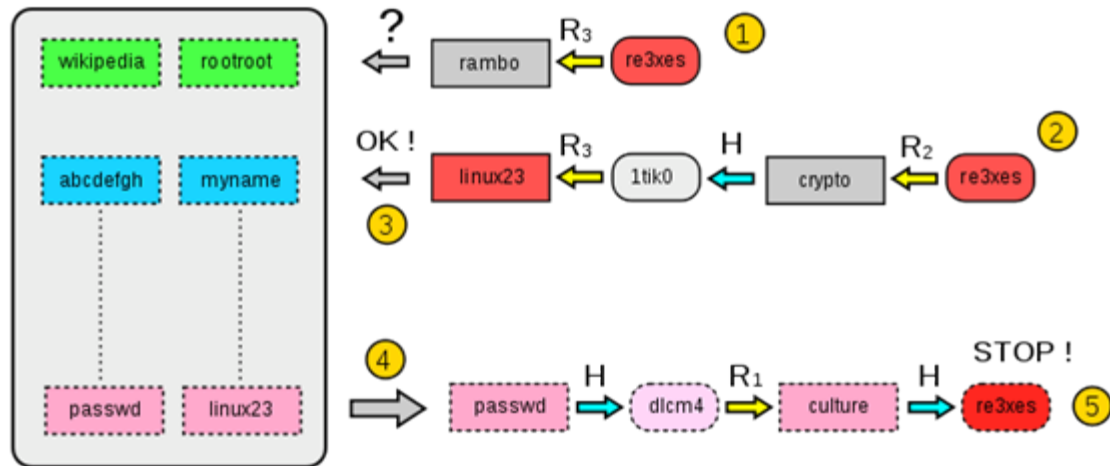 wikipedia rootroot ? rambo R3 re3xes 1
abcdefgh myname OK ! linux23 R3 1tik0 H crypto R2 re3xes 2
3
4 STOP !
passwd linux23 passwd H dlcm4 R1 culture H re3xes 5